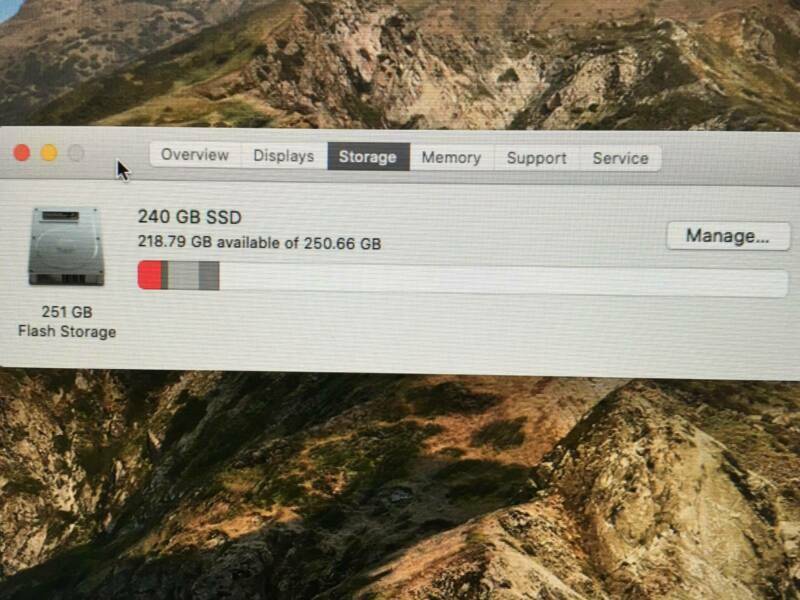 Overview Displays Storage Memory Support Service
240 GB SSD
218.79 GB available of 250.66 GB
Manage...
251 GB
Flash Storage